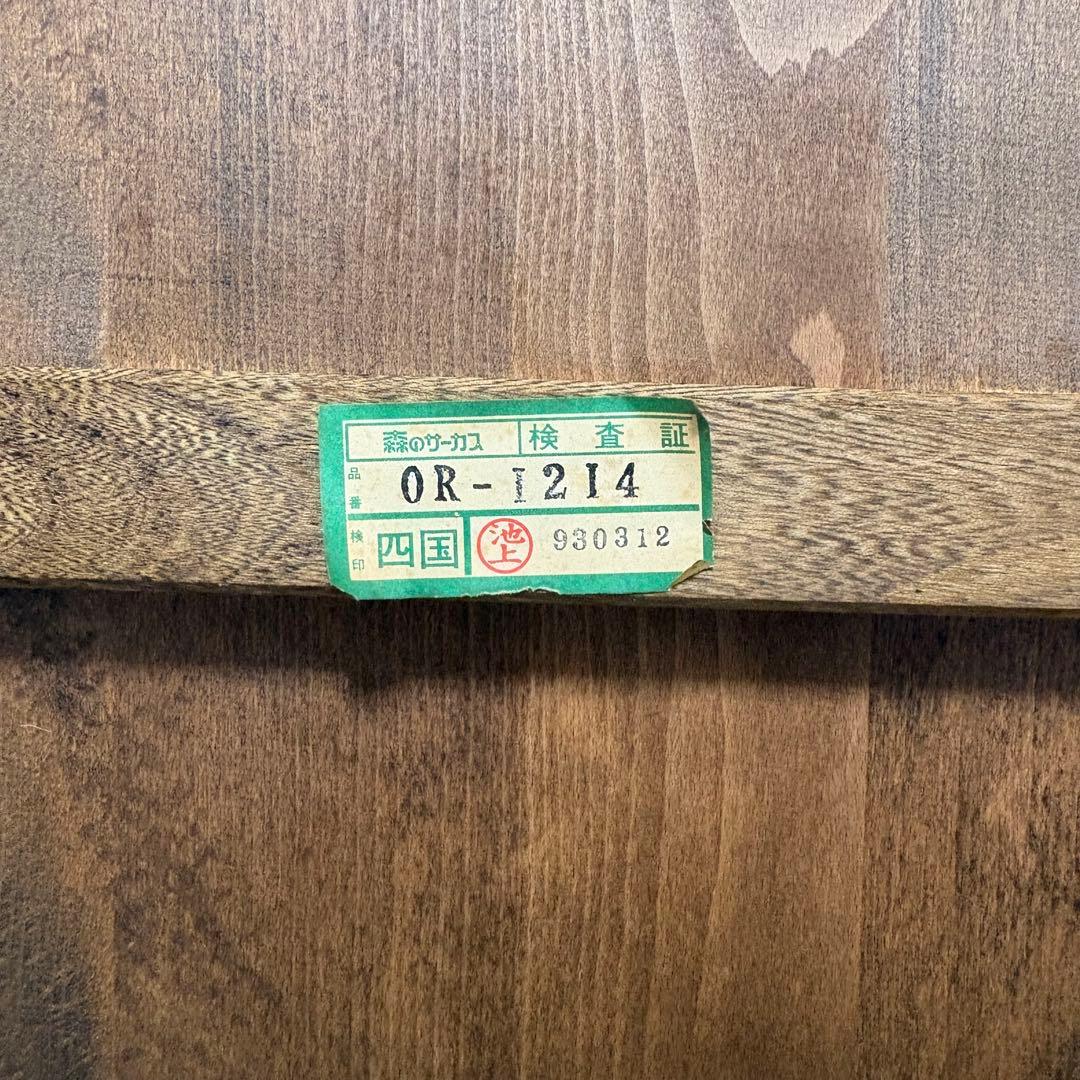 森のサーカス 検査証
品番 OR-1214
検印 四国 池上 930312